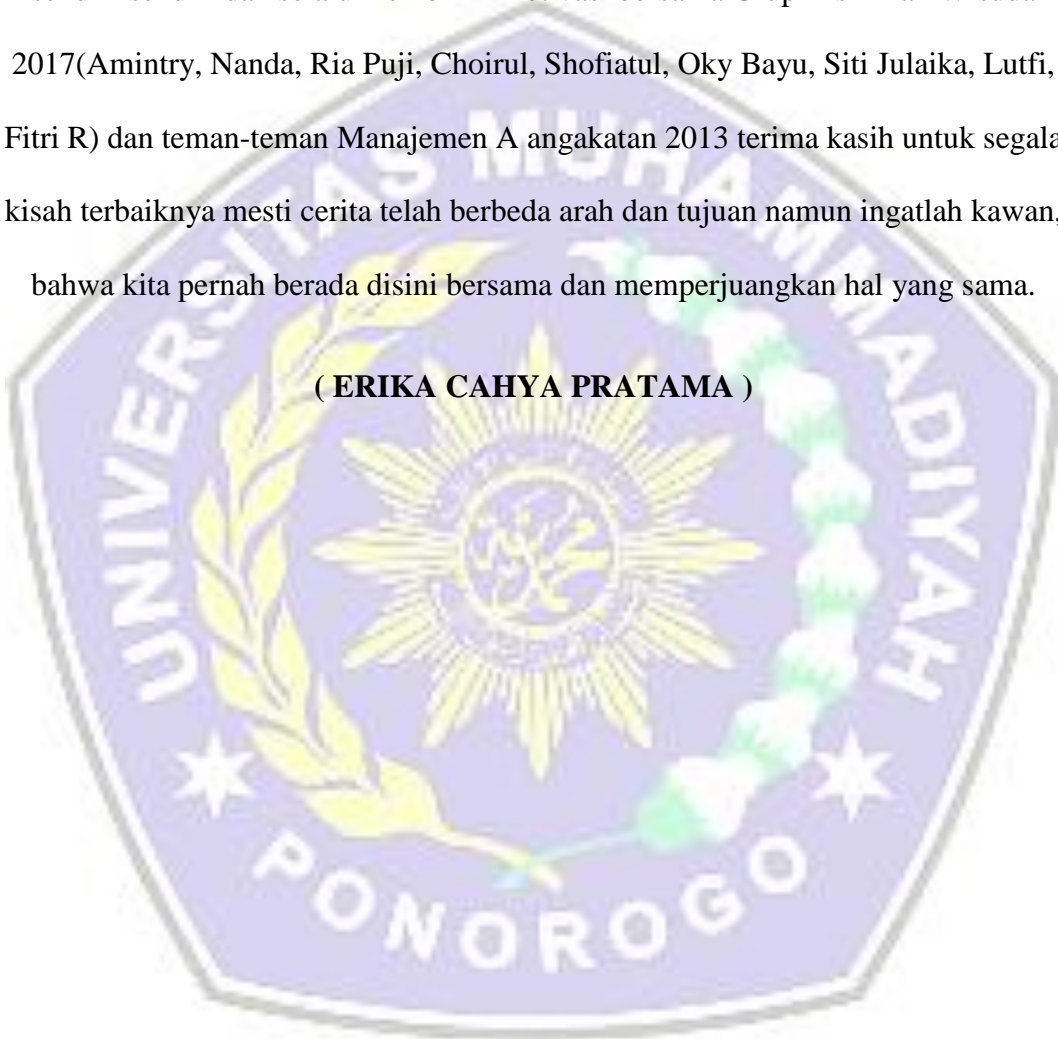 2017(Amintry, Nanda, Ria Puji, Choirul, Shofiatul, Oky Bayu, Siti Julaika, Lutfi,
Fitri R) dan teman-teman Manajemen A angakatan 2013 terima kasih untuk segala
kisah terbaiknya mesti cerita telah berbeda arah dan tujuan namun ingatlah kawan,
bahwa kita pernah berada disini bersama dan memperjuangkan hal yang sama.
( ERIKA CAHYA PRATAMA )
UNIVERSITAS MUHAMMADIYAH
PONOROGO